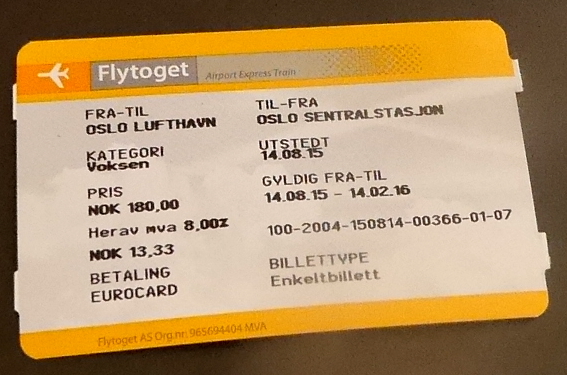 Flytoget Airport Express Train
FRA-TIL
OSLO LUFTHAVN
TIL-FRA
OSLO SENTRALSTASJON
KATEGORI
Voksen
UTSTEDT
14.08.15
PRIS
NOK 180,00
GYLDIG FRA-TIL
14.08.15 - 14.02.16
Herav mva 8,00%
NOK 13,33
100-2004-150814-00366-01-07
BETALING
EUROCARD
BILLETTYPE
Enkeltbillett
Flytoget AS Org.nr: 965694404 MVA